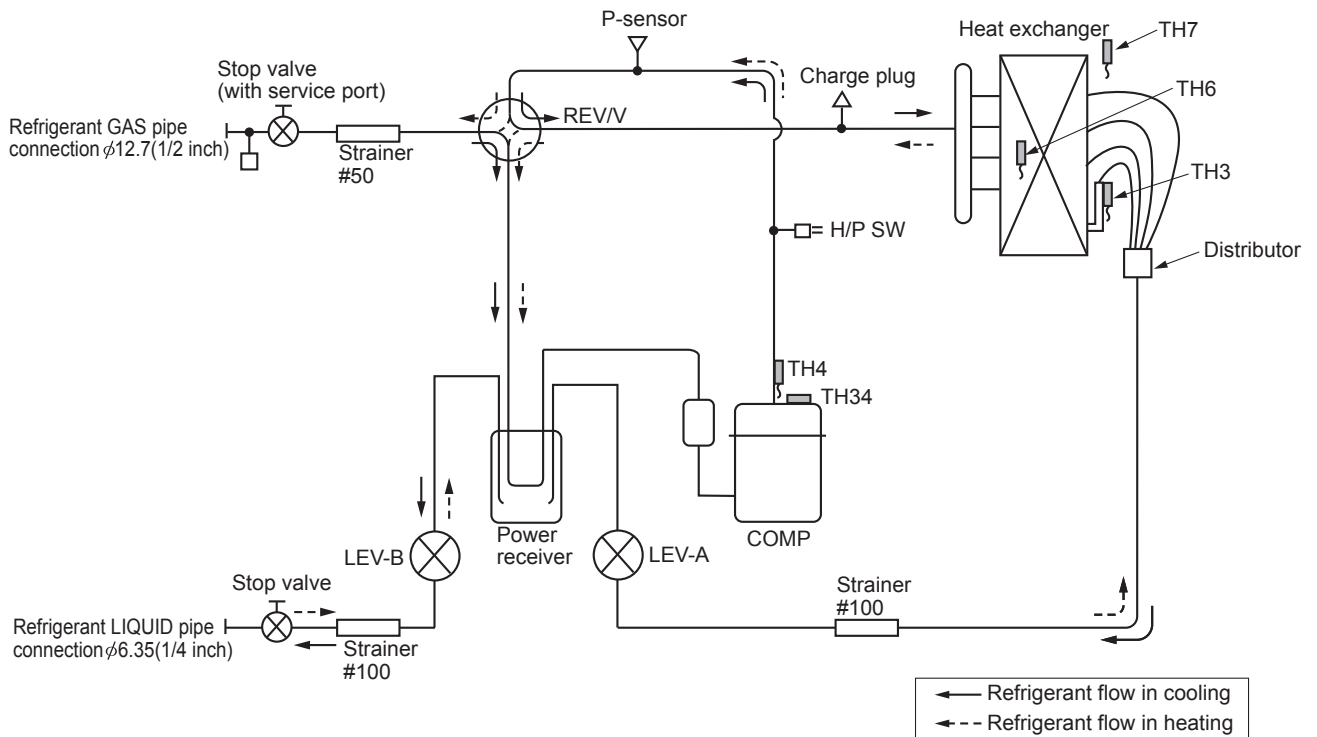 P-sensor
Heat exchanger
TH7
Stop valve
(with service port)
Charge plug
TH6
REV/V
Refrigerant GAS pipe
connection ϕ12.7(1/2 inch)
Strainer
#50
TH3
H/P SW
Distributor
TH4
TH34
Power
receiver
COMP
LEV-B
LEV-A
Stop valve
Strainer
#100
Refrigerant LIQUID pipe
connection ϕ6.35(1/4 inch)
Strainer
#100
Refrigerant flow in cooling
Refrigerant flow in heating